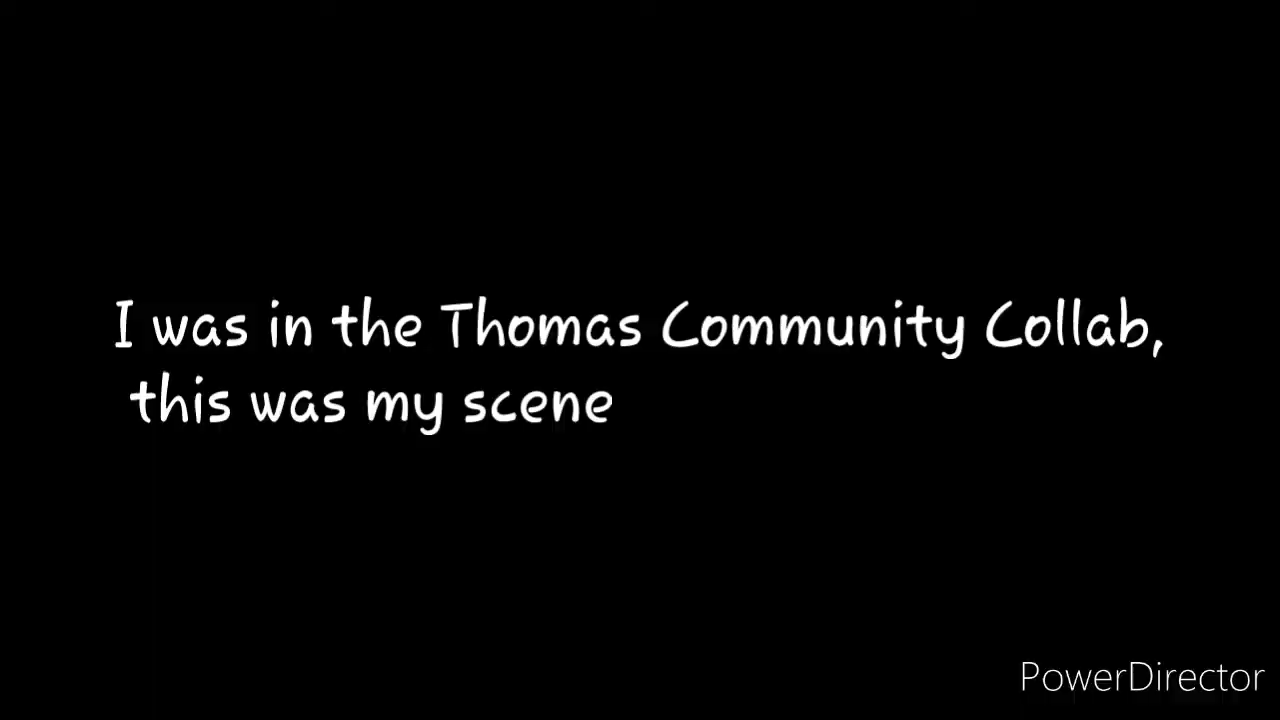 I was in the Thomas Community Collab,
this was my scene
PowerDirector